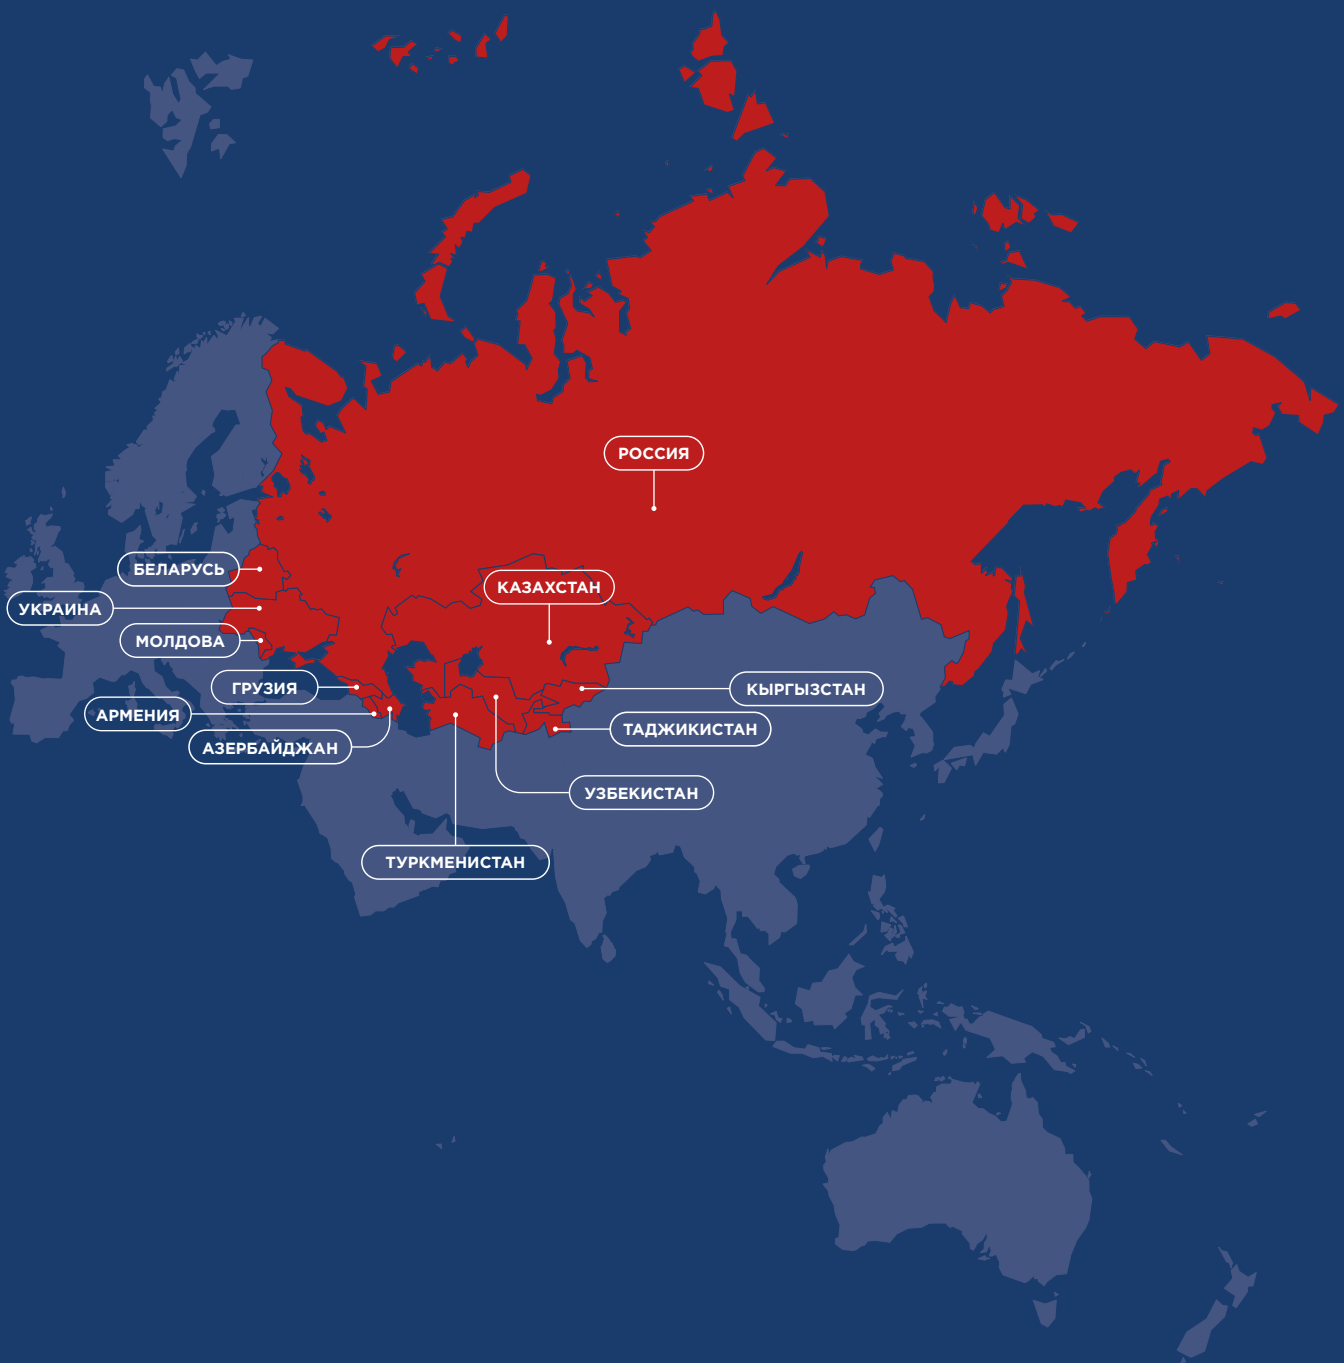 РОССИЯ
БЕЛАРУСЬ
КАЗАХСТАН
УКРАИНА
МОЛДОВА
ГРУЗИЯ
КЫРГЫЗСТАН
АРМЕНИЯ
ТАДЖИКИСТАН
АЗЕРБАЙДЖАН
УЗБЕКИСТАН
ТУРКМЕНИСТАН